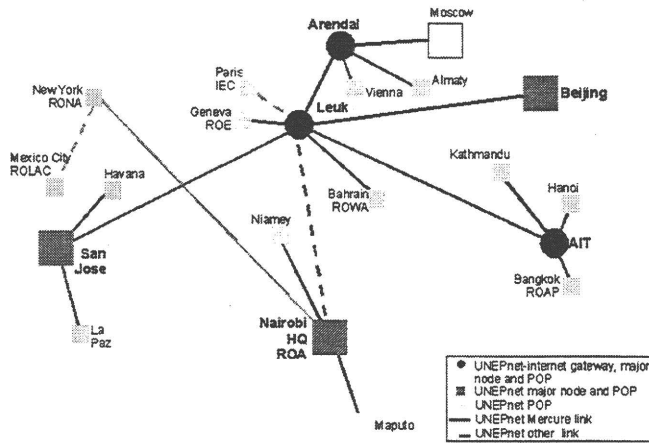 Moscow
Arendal
Paris
IEC
Vienna
Almaty
New York
RONA
Leuk
Geneva
ROE
Beijing
Mexico City
ROLAC
Havana
Kathmandu
Hanoi
Bahrain
ROWA
Niamey
San
Jose
AIT
Bangkok
ROAP
La
Paz
Nairobi
HQ
ROA
Maputo
UNEPnet-internet gateway, major
node and POP
UNEPnet major node and POP
UNEPnet POP
UNEPnet Mercure link
UNEPnet other link